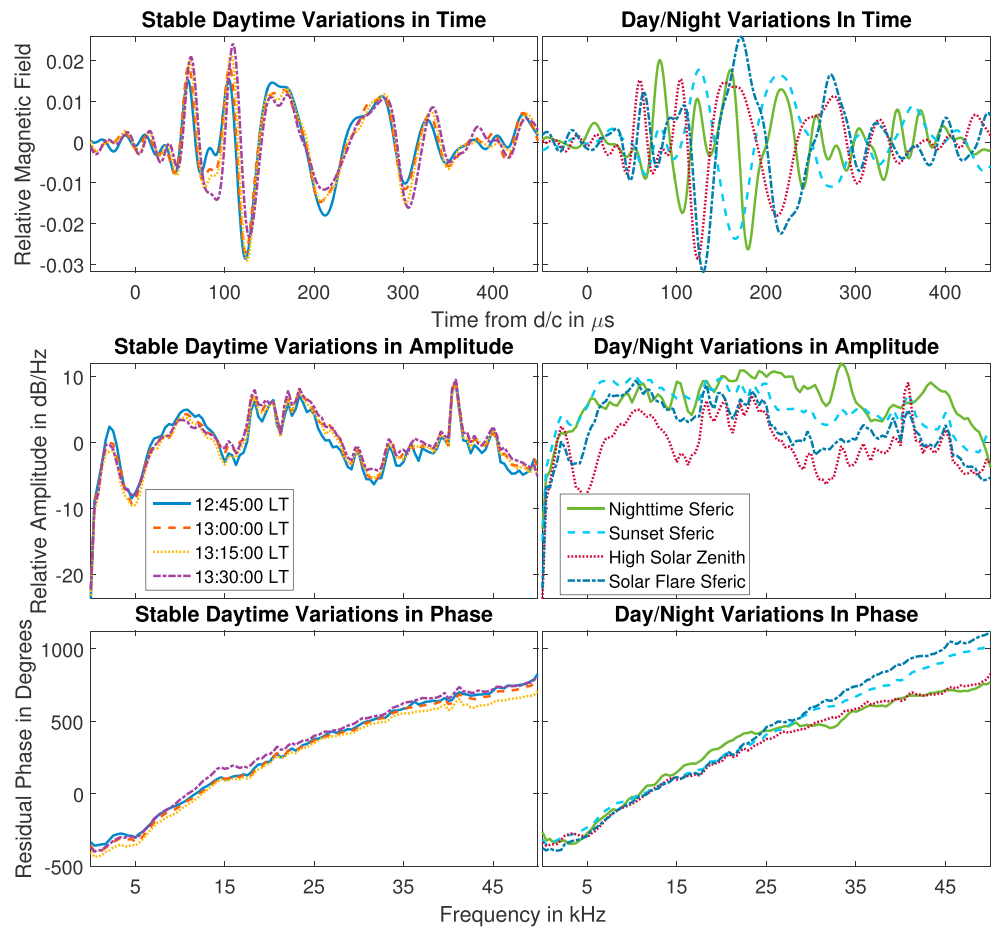 Stable Daytime Variations in Time
Day/Night Variations In Time
Relative Magnetic Field
0.02
0.01
0
-0.01
-0.03
0 100 200 300 400
0 100 200 300 400
Time from d/c in μs
Stable Daytime Variations in Amplitude
Day/Night Variations in Amplitude
Relative Amplitude in dB/Hz
10
0
-10
-20
12:45:00 LT
13:00:00 LT
13:15:00 LT
13:30:00 LT
Nighttime Sferic
Sunset Sferic
High Solar Zenith
Solar Flare Sferic
Stable Daytime Variations in Phase
Day/Night Variations In Phase
Residual Phase in Degrees
1000
500
0
-500
5 15 25 35 45
5 15 25 35 45
Frequency in kHz